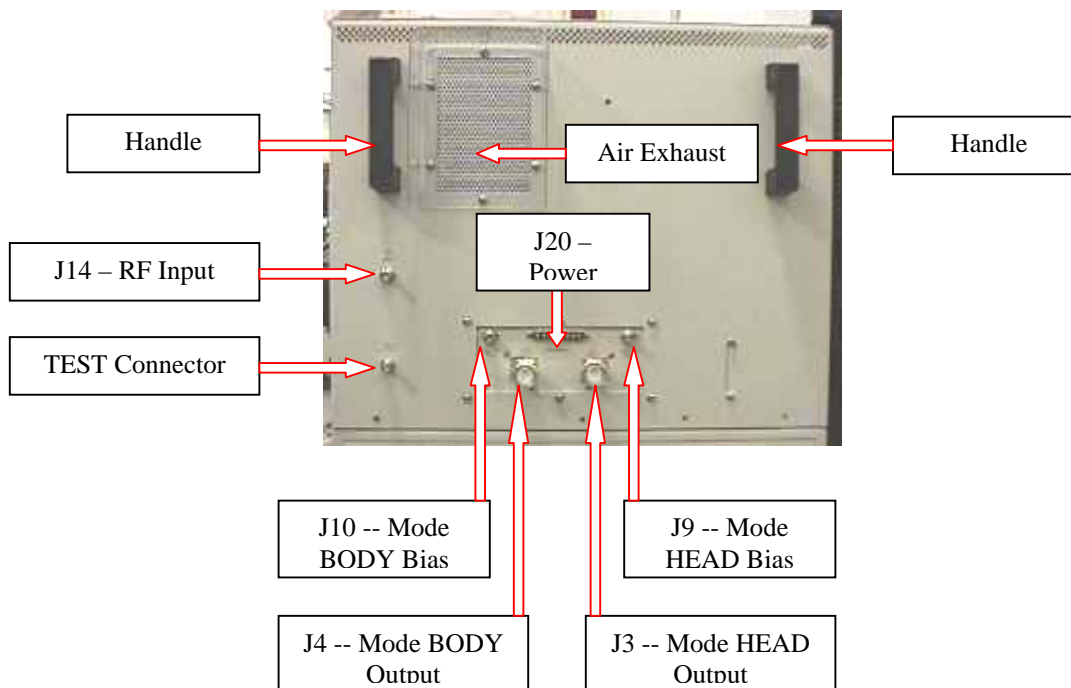 Handle
Air Exhaust
Handle
J20 –
Power
J14 – RF Input
TEST Connector
J10 -- Mode
BODY Bias
J9 -- Mode
HEAD Bias
J4 -- Mode BODY
Output
J3 -- Mode HEAD
Output